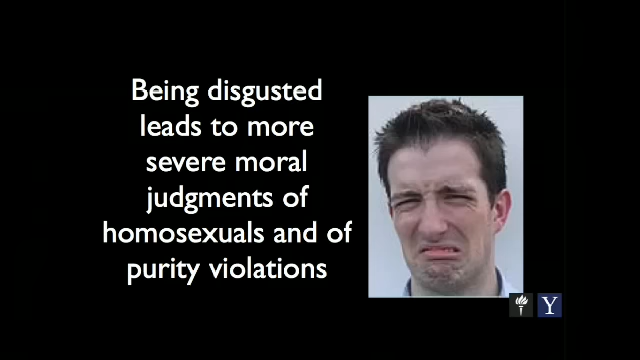 Being disgusted
leads to more
severe moral
judgments of
homosexuals and of
purity violations
Y